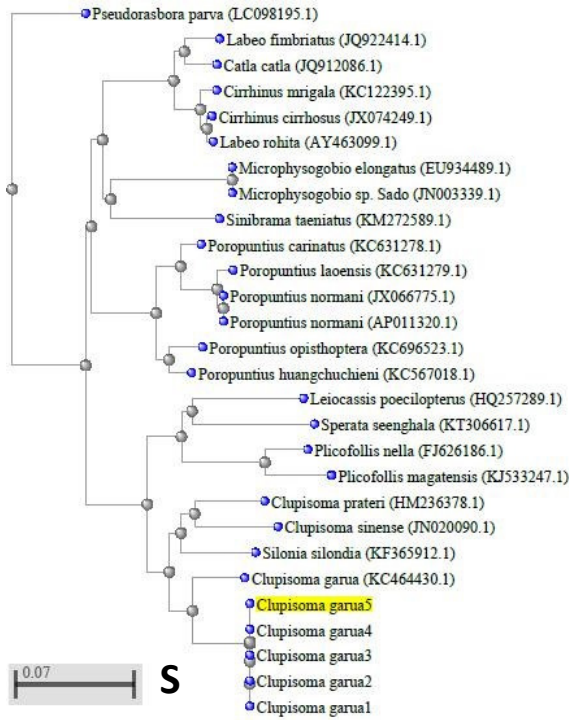 Pseudorasbora parva (LC098195.1)
Labeo fimbriatus (JQ922414.1)
Catla catla (JQ912086.1)
Cirrhinus mrigala (KC122395.1)
Cirrhinus cirrhosus (JX074249.1)
Labeo rohita (AY463099.1)
Microphysogobio elongatus (EU934489.1)
Microphysogobio sp. Sado (JN003339.1)
Sinibrama taeniatus (KM272589.1)
Poropuntius carinatus (KC631278.1)
Poropuntius laoensis (KC631279.1)
Poropuntius normani (JX066775.1)
Poropuntius normani (AP011320.1)
Poropuntius opisthoptera (KC696523.1)
Poropuntius huangchuchieni (KC567018.1)
Leiocassis poecilopterus (HQ257289.1)
Sperata seenghala (KT306617.1)
Plicofollis nella (FJ626186.1)
Plicofollis magatensis (KJ533247.1)
Clupisoma prateri (HM236378.1)
Clupisoma sinense (JN020090.1)
Silonia silondia (KF365912.1)
Clupisoma garua (KC464430.1)
Clupisoma garua5
Clupisoma garua4
Clupisoma garua3
Clupisoma garua2
Clupisoma garua1
0.07
S